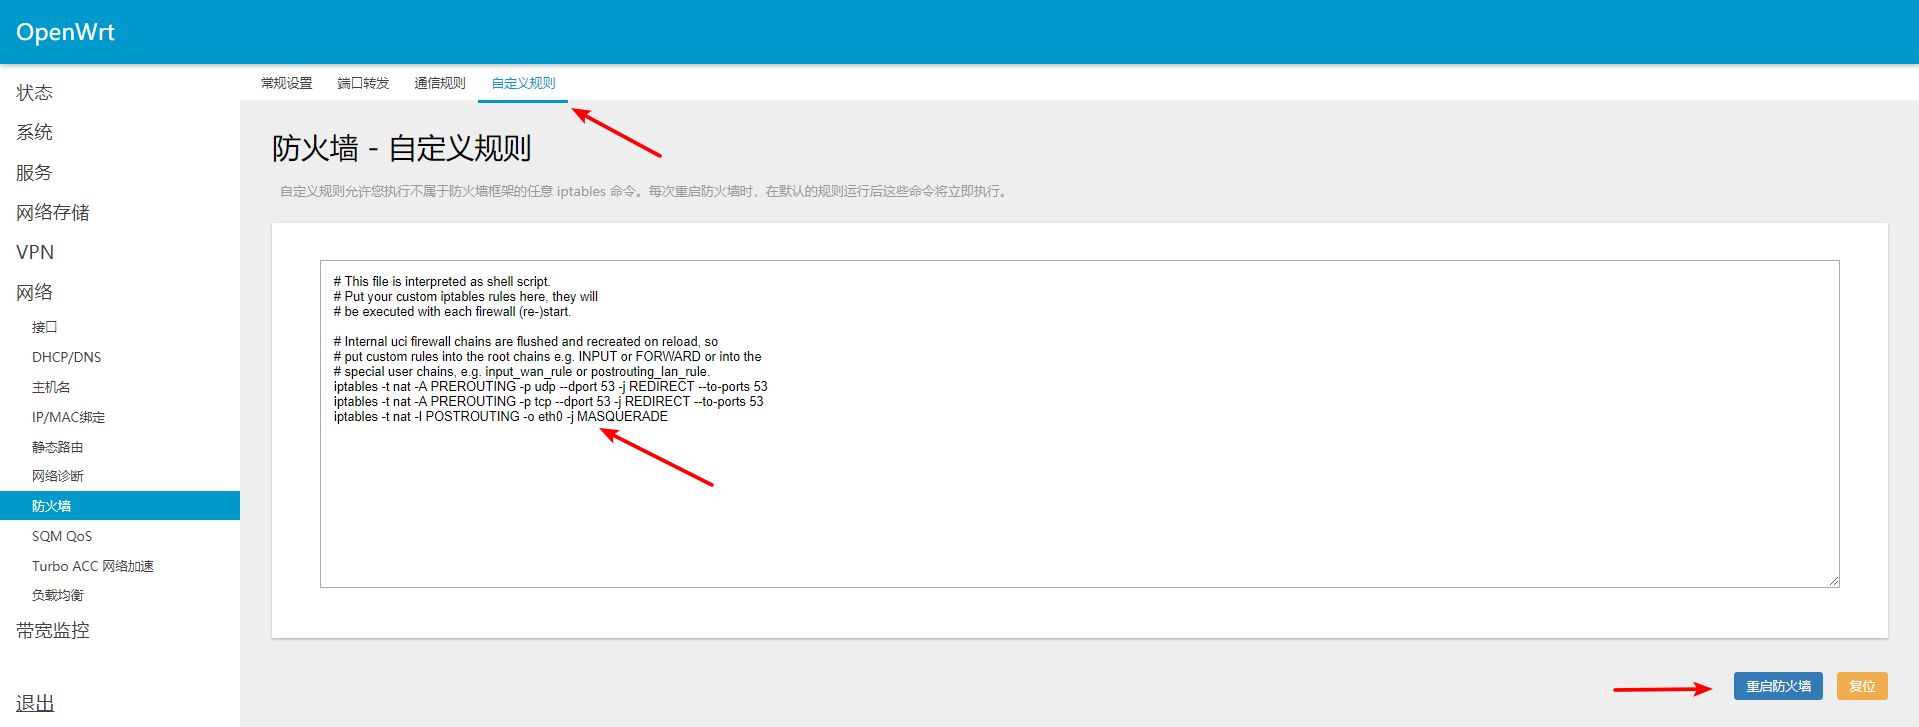 OpenWrt
状态
系统
服务
网络存储
VPN
网络
接口
DHCP/DNS
主机名
IP/MAC绑定
静态路由
网络诊断
防火墙
SQM QoS
Turbo ACC 网络加速
负载均衡
带宽监控
退出
常规设置 端口转发 通信规则 自定义规则
防火墙 - 自定义规则
自定义规则允许您执行不属于防火墙框架的任意 iptables 命令。每次重启防火墙时，在默认的规则运行后这些命令将立即执行。
# This file is interpreted as shell script.
# Put your custom iptables rules here, they will
# be executed with each firewall (re-)start.
# Internal uci firewall chains are flushed and recreated on reload, so
# put custom rules into the root chains e.g. INPUT or FORWARD or into the
# special user chains, e.g. input_wan_rule or postrouting_lan_rule.
iptables -t nat -A PREROUTING -p udp --dport 53 -j REDIRECT --to-ports 53
iptables -t nat -A PREROUTING -p tcp --dport 53 -j REDIRECT --to-ports 53
iptables -t nat -I POSTROUTING -o eth0 -j MASQUERADE
重启防火墙 复位